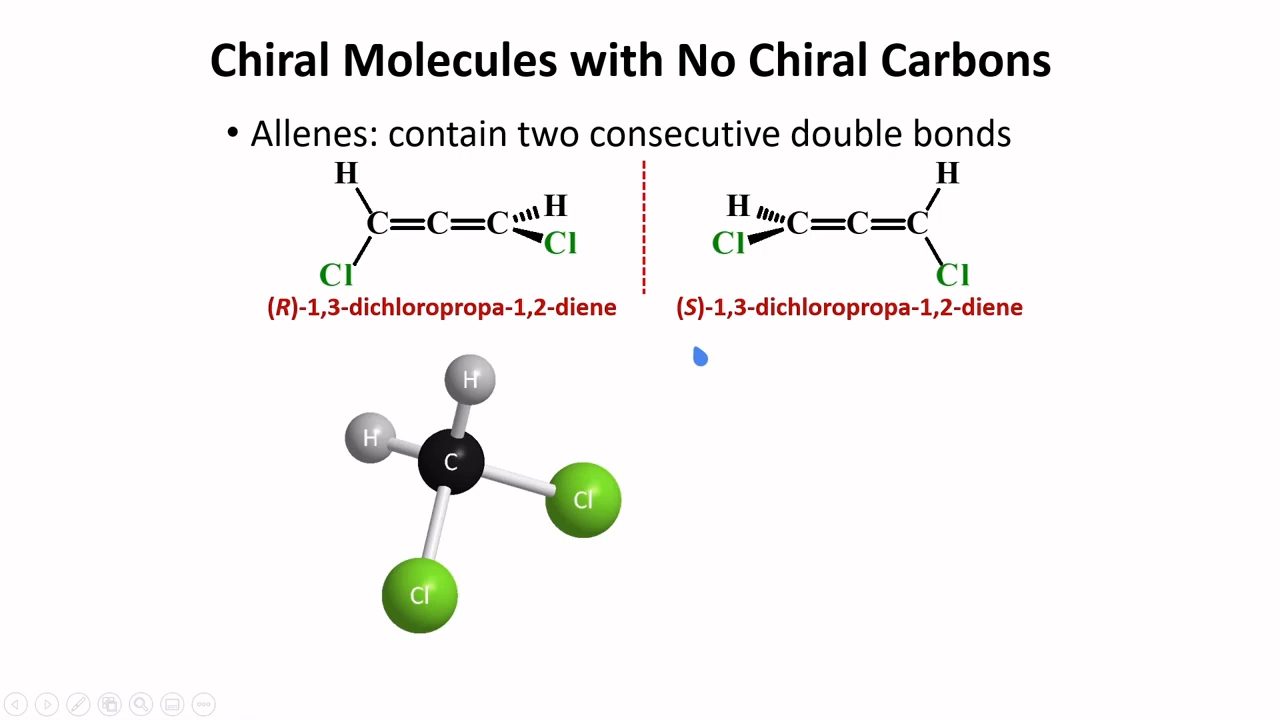 Chiral Molecules with No Chiral Carbons
• Allenes: contain two consecutive double bonds
H H
H H
C=C=C C=C=C
Cl Cl
Cl Cl
(R)-1,3-dichloropropa-1,2-diene (S)-1,3-dichloropropa-1,2-diene
H
H
C
Cl
Cl